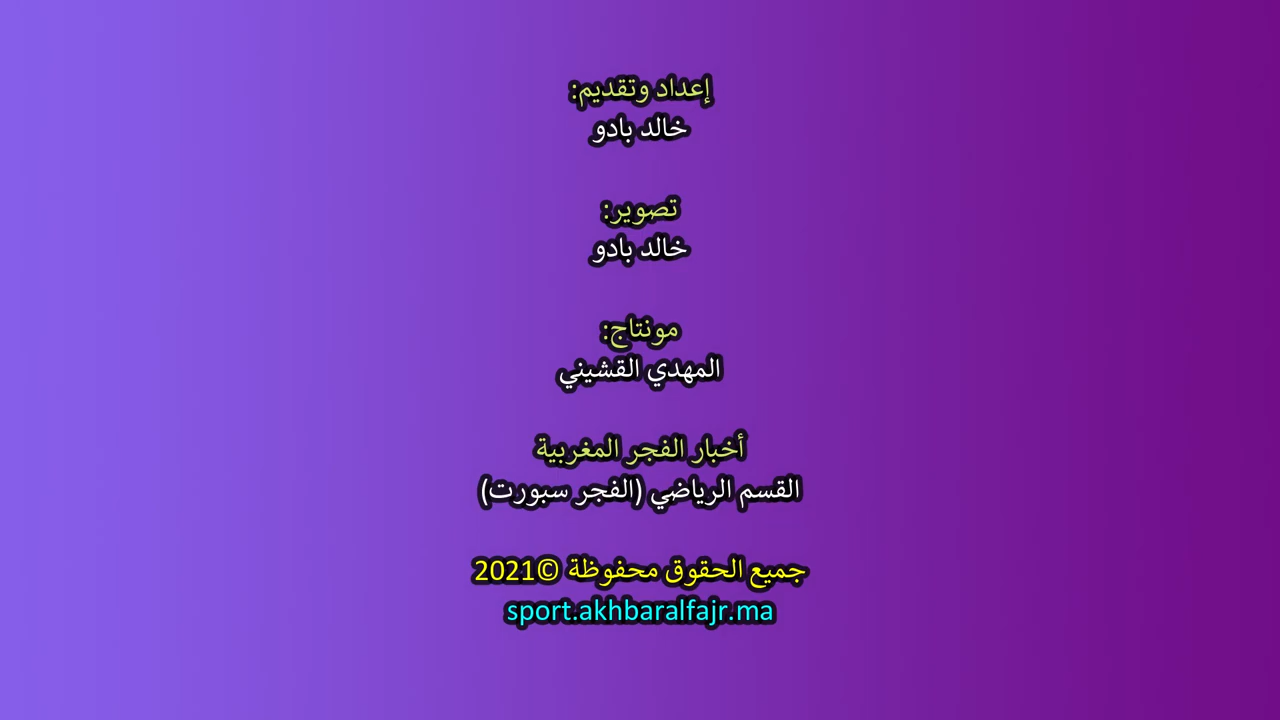 إعداد وتقديم:
خالد بادو
تصوير:
خالد بادو
مونتاج:
المهدي القشيني
أخبار الفجر المغربية
القسم الرياضي (الفجر سبورت)
جميع الحقوق محفوظة ©2021
sport.akhbaralfajr.ma